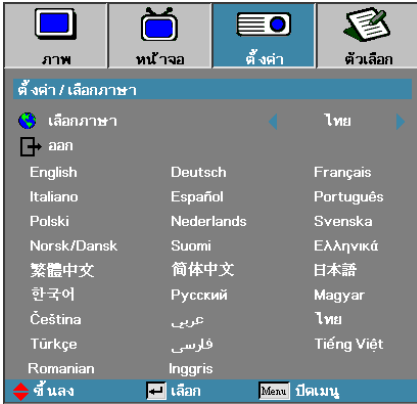 ภาพ หน้าจอ ตั้งค่า ตัวเลือก
ตั้งค่า / เลือกภาษา
เลือกภาษา ไทย
ออก
English Deutsch Français
Italiano Español Português
Polski Nederlands Svenska
Norsk/Dansk Suomi Ελληνικά
繁體中文 简体中文 日本語
한국어 Русский Magyar
Čeština عربي ไทย
Türkçe فارسی Tiếng Việt
Romanian Inggris
ขึ้นลง เลือก Menu ปิดเมนู